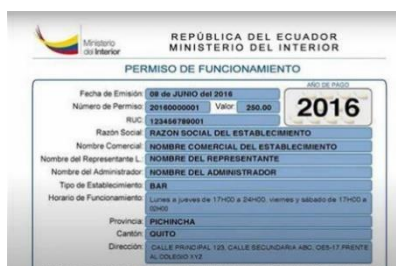 Ministerio
del Interior
REPÚBLICA DEL ECUADOR
MINISTERIO DEL INTERIOR
PERMISO DE FUNCIONAMIENTO
AÑO DE PAGO
2016
Fecha de Emisión: 09 de JUNIO del 2016
Número de Permiso: 20160000001 Valor: 250.00
RUC: 123456789001
Razón Social: RAZON SOCIAL DEL ESTABLECIMIENTO
Nombre Comercial: NOMBRE COMERCIAL DEL ESTABLECIMIENTO
Nombre del Representante L.: NOMBRE DEL REPRESENTANTE
Nombre del Administrador: NOMBRE DEL ADMINISTRADOR
Tipo de Establecimiento: BAR
Horario de Funcionamiento: Lunes a jueves de 17H00 a 24H00, viernes y sábado de 17H00 a
02H00
Provincia: PICHINCHA
Cantón: QUITO
Dirección: CALLE PRINCIPAL 123, CALLE SECUNDARIA ABC, OE5-17 FRENTE
AL COLEGIO XYZ